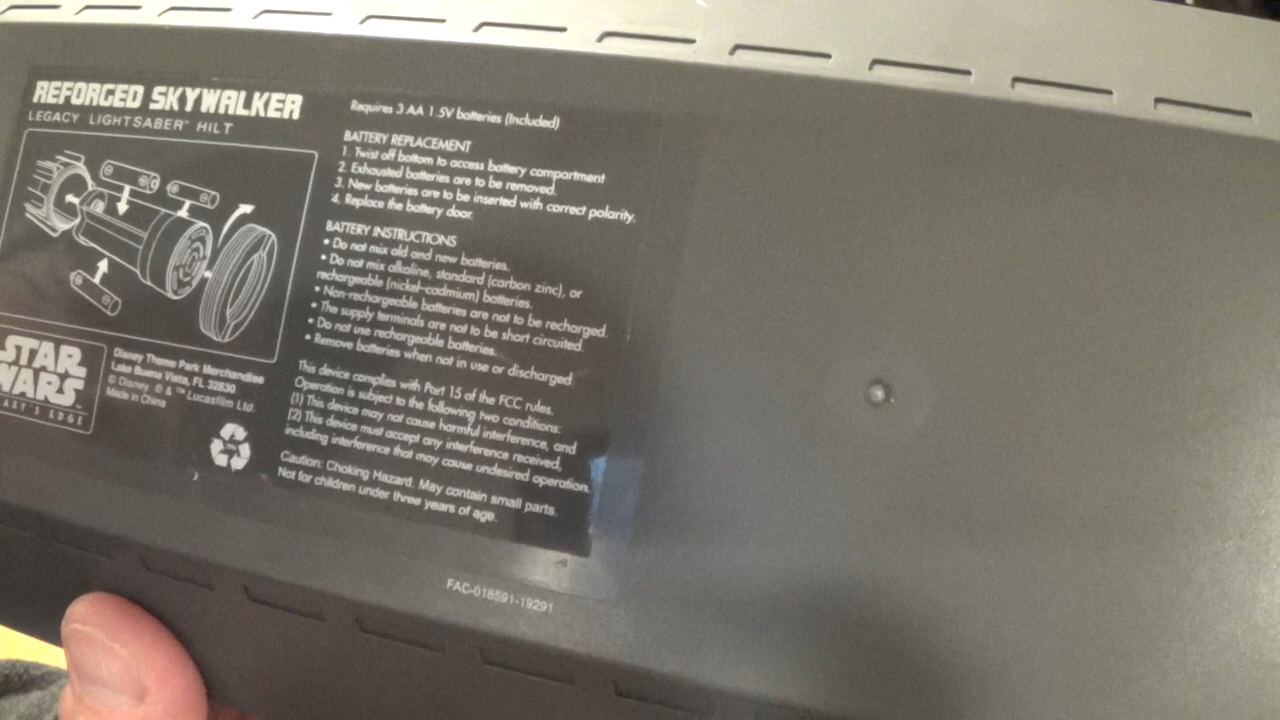 REFORGED SKYWALKER
LEGACY LIGHTSABER™ HILT
STAR
WARS
GALAXY'S EDGE
Disney Theme Park Merchandise
Lake Buena Vista, FL 32830
© Disney © & ™ Lucasfilm Ltd.
Made in China
Requires 3 AA 1.5V batteries (Included)
BATTERY REPLACEMENT
1. Twist off bottom to access battery compartment
2. Exhausted batteries are to be removed.
3. New batteries are to be inserted with correct polarity.
4. Replace the battery door.
BATTERY INSTRUCTIONS
• Do not mix old and new batteries.
• Do not mix alkaline, standard (carbon zinc), or
rechargeable (nickel-cadmium) batteries.
• Non-rechargeable batteries are not to be recharged.
• The supply terminals are not to be short circuited.
• Do not use rechargeable batteries.
• Remove batteries when not in use or discharged
This device complies with Part 15 of the FCC rules.
Operation is subject to the following two conditions:
(1) This device may not cause harmful interference, and
(2) This device must accept any interference received,
including interference that may cause undesired operation.
Caution: Choking Hazard. May contain small parts.
Not for children under three years of age.
FAC-018591-19291